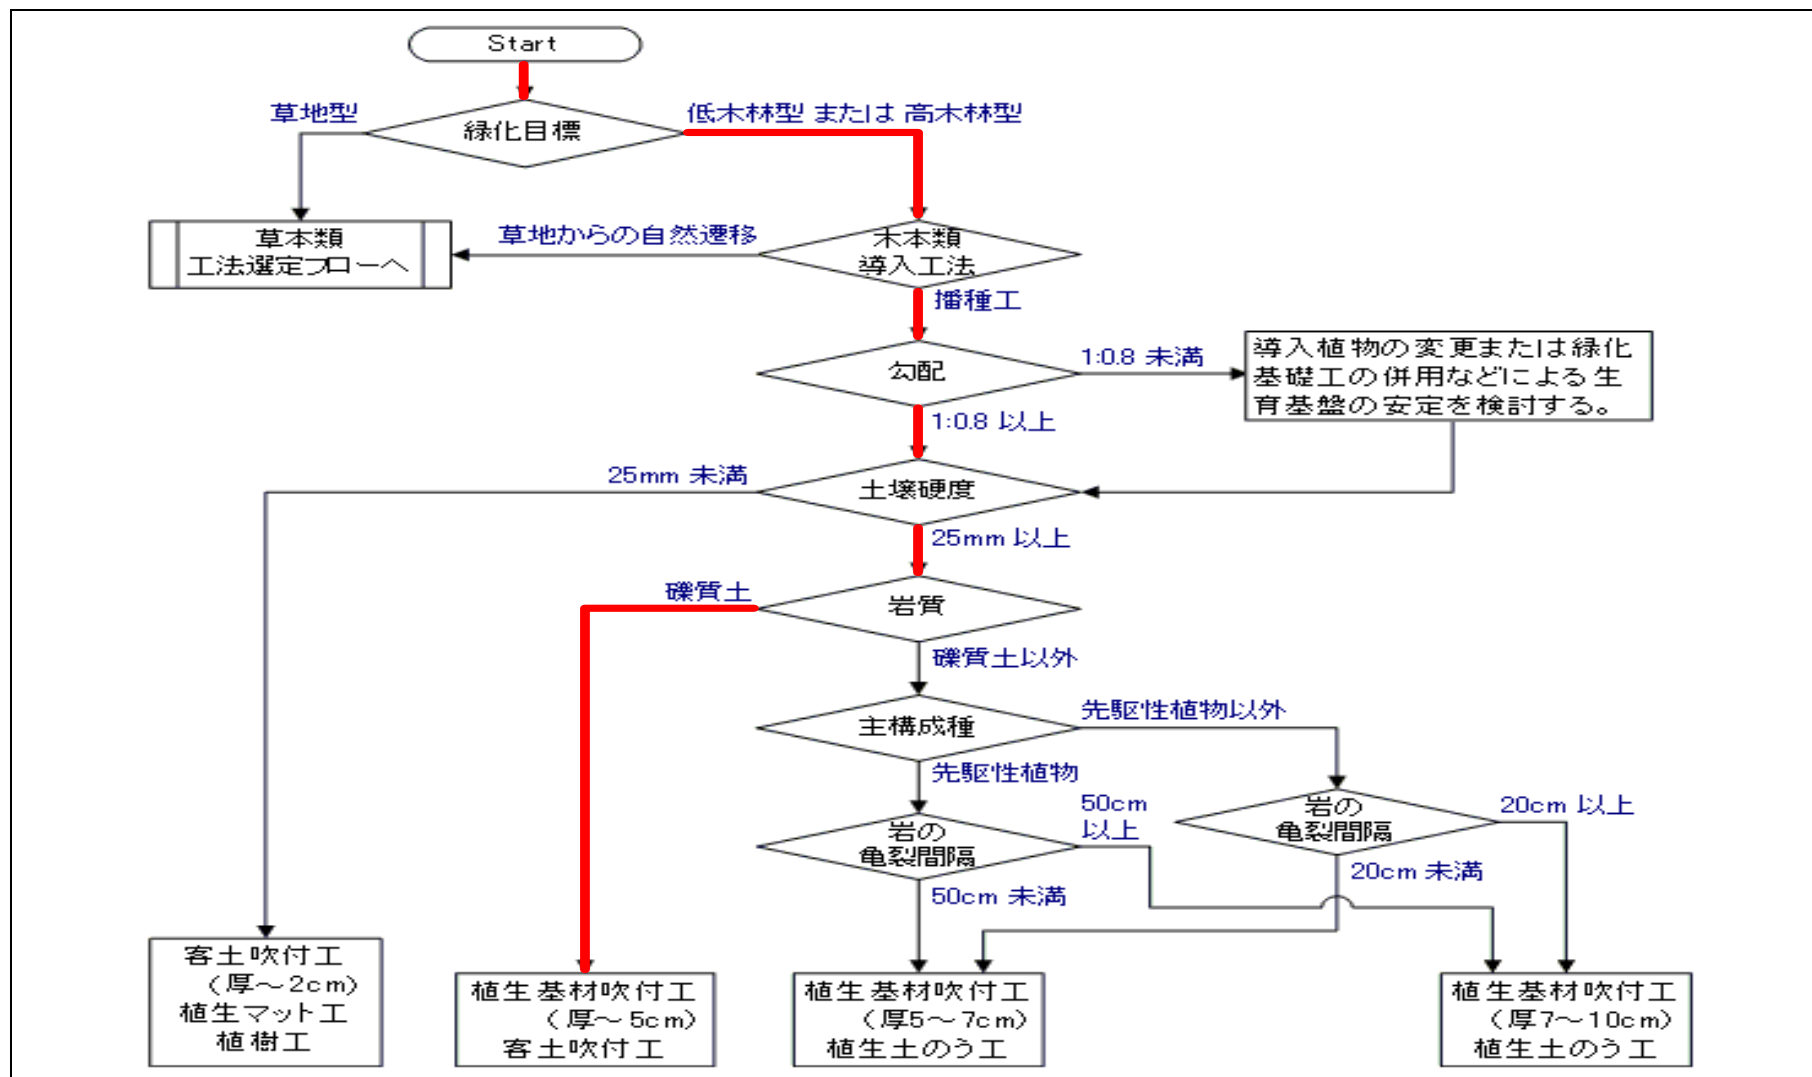 Start
草地型
低木林型 または 高木林型
緑化目標
草本類
工法選定フローへ
草地からの自然遷移
木本類
導入工法
播種工
勾配
1:0.8 未満
導入植物の変更または緑化
基礎工の併用などによる生
育基盤の安定を検討する。
1:0.8 以上
25mm 未満
土壌硬度
25mm 以上
礫質土
岩質
礫質土以外
主構成種
先駆性植物以外
先駆性植物
50cm
以上
岩の
亀裂間隔
20cm 以上
岩の
亀裂間隔
20cm 未満
50cm 未満
客土吹付工
(厚～2cm)
植生マット工
植樹工
植生基材吹付工
(厚～5cm)
客土吹付工
植生基材吹付工
(厚5～7cm)
植生土のう工
植生基材吹付工
(厚7～10cm)
植生土のう工